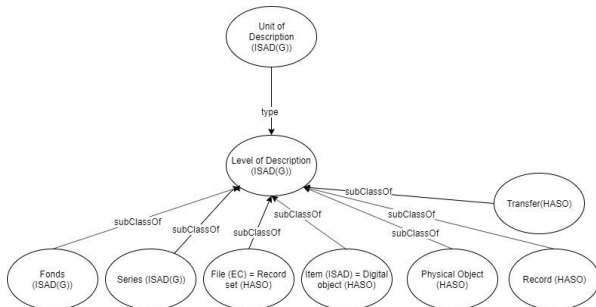 Unit of
Description
(ISAD(G))
type
Level of Description
(ISAD(G))
subClassOf
Transfer(HASO)
subClassOf
subClassOf
subClassOf
subClassOf
subClassOf
subClassOf
Fonds
(ISAD(G))
Series (ISAD(G))
File (EC) = Record
set (HASO)
Item (ISAD) = Digital
object (HASO)
Physical Object
(HASO)
Record (HASO)